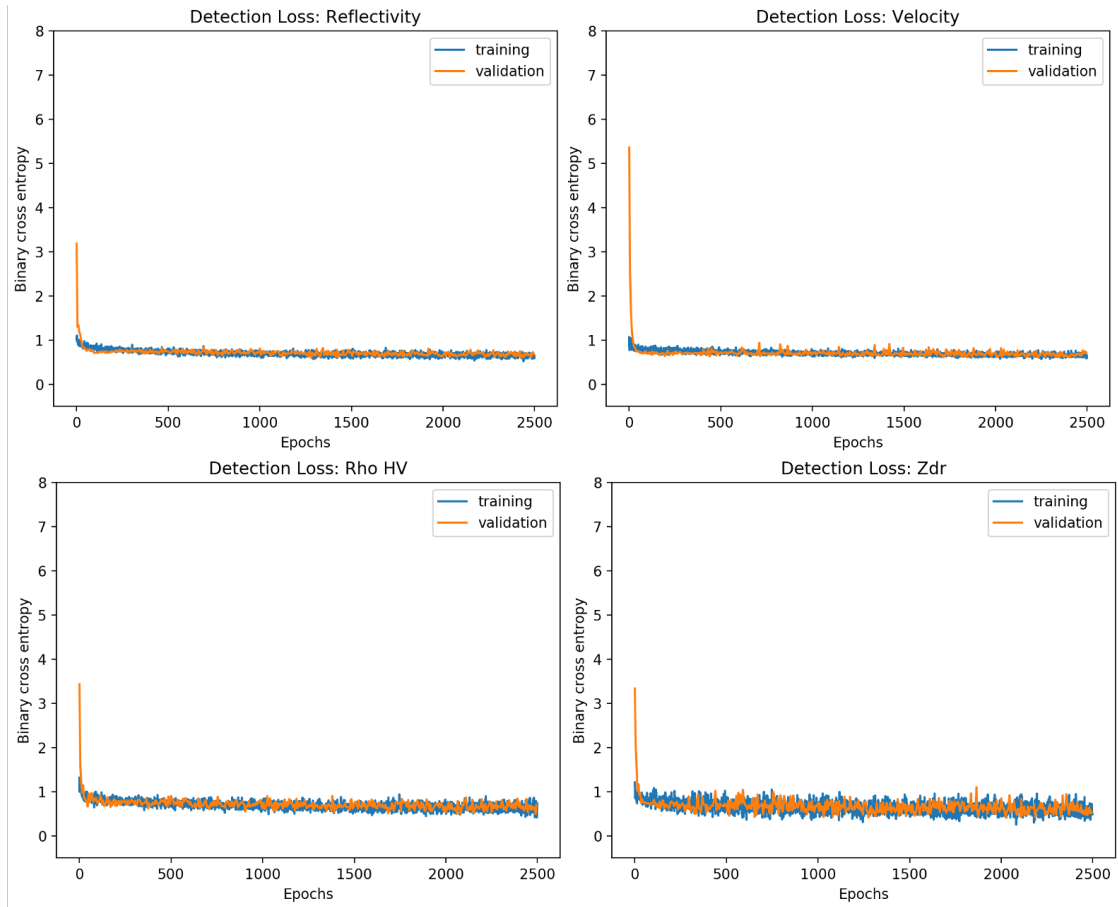 Detection Loss: Reflectivity
8
7
6
5
4
3
2
1
0
Binary cross entropy
training
validation
0 500 1000 1500 2000 2500
Epochs
Detection Loss: Velocity
8
7
6
5
4
3
2
1
0
Binary cross entropy
training
validation
0 500 1000 1500 2000 2500
Epochs
Detection Loss: Rho HV
8
7
6
5
4
3
2
1
0
Binary cross entropy
training
validation
0 500 1000 1500 2000 2500
Epochs
Detection Loss: Zdr
8
7
6
5
4
3
2
1
0
Binary cross entropy
training
validation
0 500 1000 1500 2000 2500
Epochs